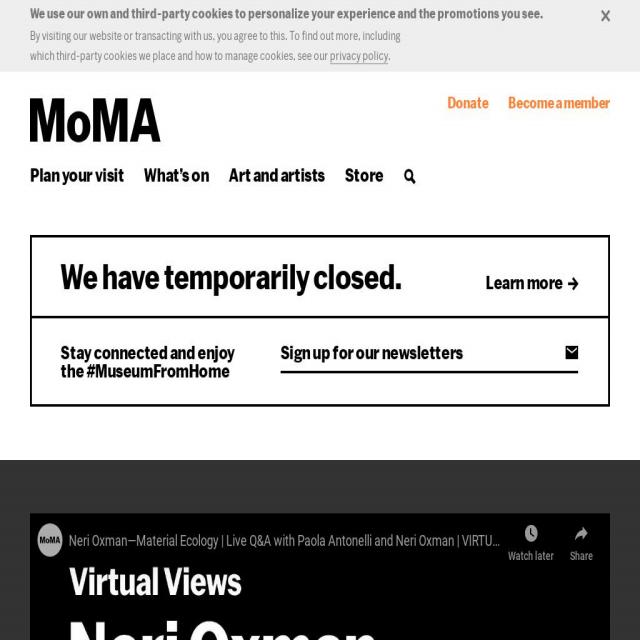 We use our own and third-party cookies to personalize your experience and the promotions you see.
By visiting our website or transacting with us, you agree to this. To find out more, including
which third-party cookies we place and how to manage cookies, see our privacy policy.
MoMA
Donate
Become a member
Plan your visit
What's on
Art and artists
Store
We have temporarily closed.
Learn more →
Stay connected and enjoy
the #MuseumFromHome
Sign up for our newsletters
MoMA
Neri Oxman—Material Ecology | Live Q&A with Paola Antonelli and Neri Oxman | VIRTU...
Watch later
Share
Virtual Views
Neri Oxman